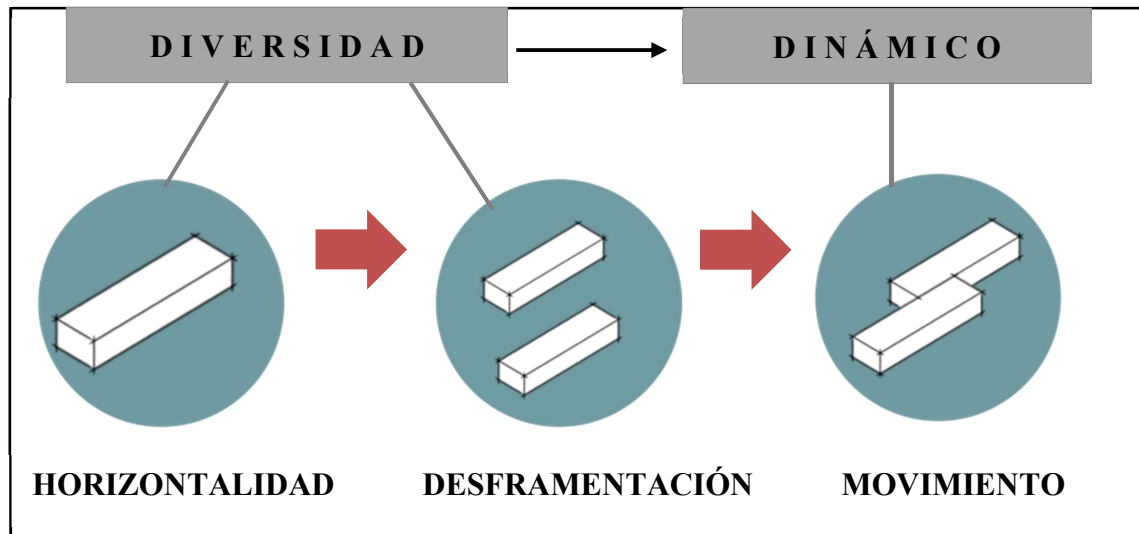 DIVERSIDAD
DINÁMICO
HORIZONTALIDAD
DESFRAMENTACIÓN
MOVIMIENTO